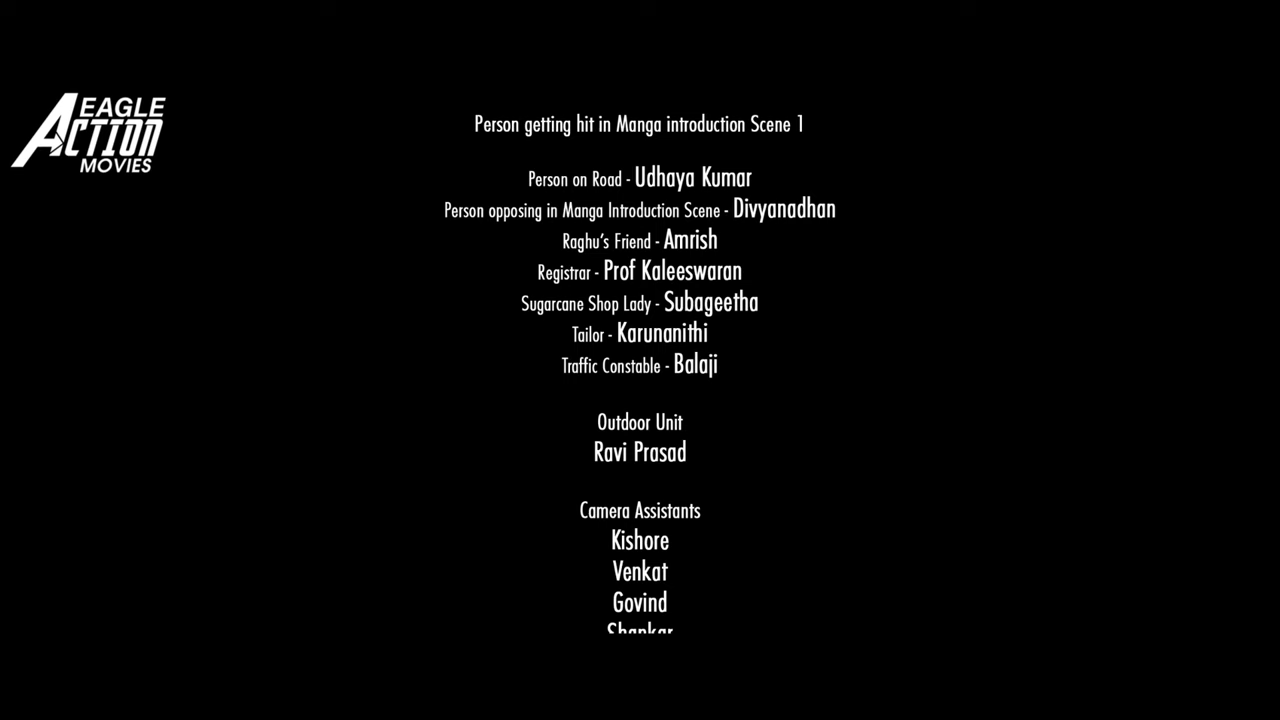 EAGLE
ACTION
MOVIES
Person getting hit in Manga introduction Scene 1
Person on Road - Udhaya Kumar
Person opposing in Manga Introduction Scene - Divyanadhan
Raghu's Friend - Amrish
Registrar - Prof Kaleeswaran
Sugarcane Shop Lady - Subageetha
Tailor - Karunanithi
Traffic Constable - Balaji
Outdoor Unit
Ravi Prasad
Camera Assistants
Kishore
Venkat
Govind
Shankar